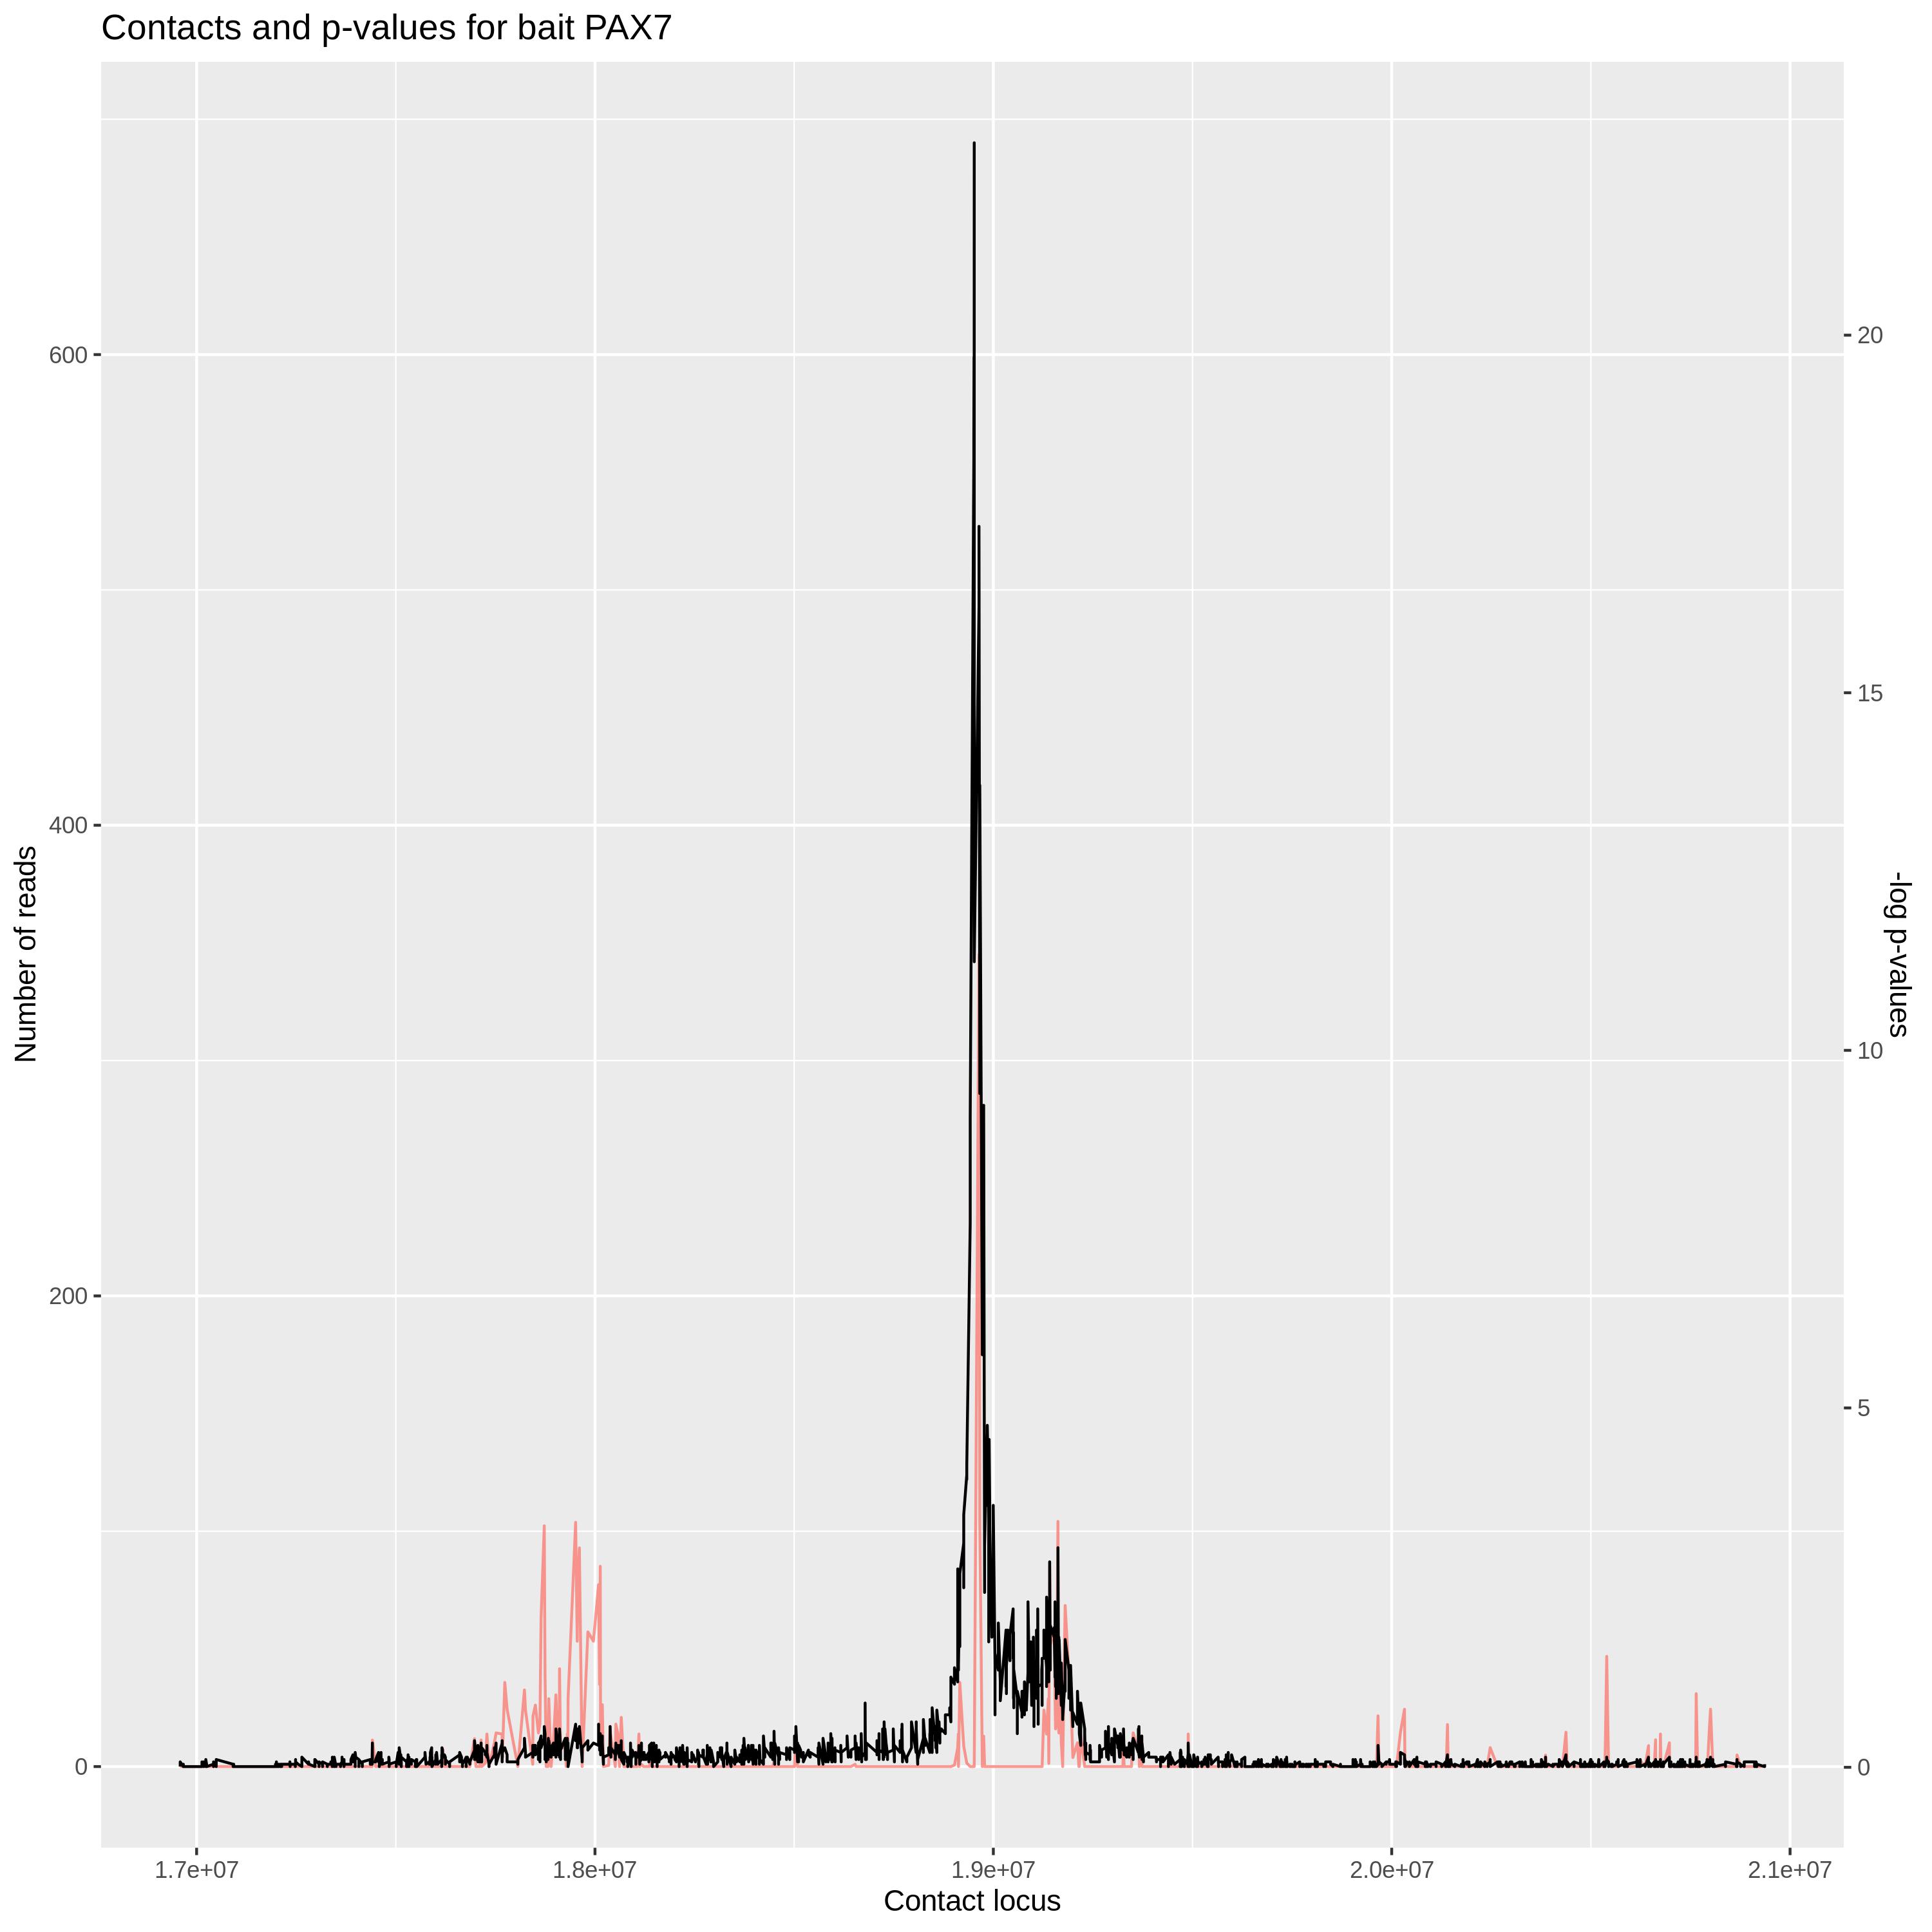 Contacts and p-values for bait PAX7
600
400
200
0
Number of reads
20
15
10
5
0
-log p-values
1.7e+07
1.8e+07
1.9e+07
2.0e+07
2.1e+07
Contact locus